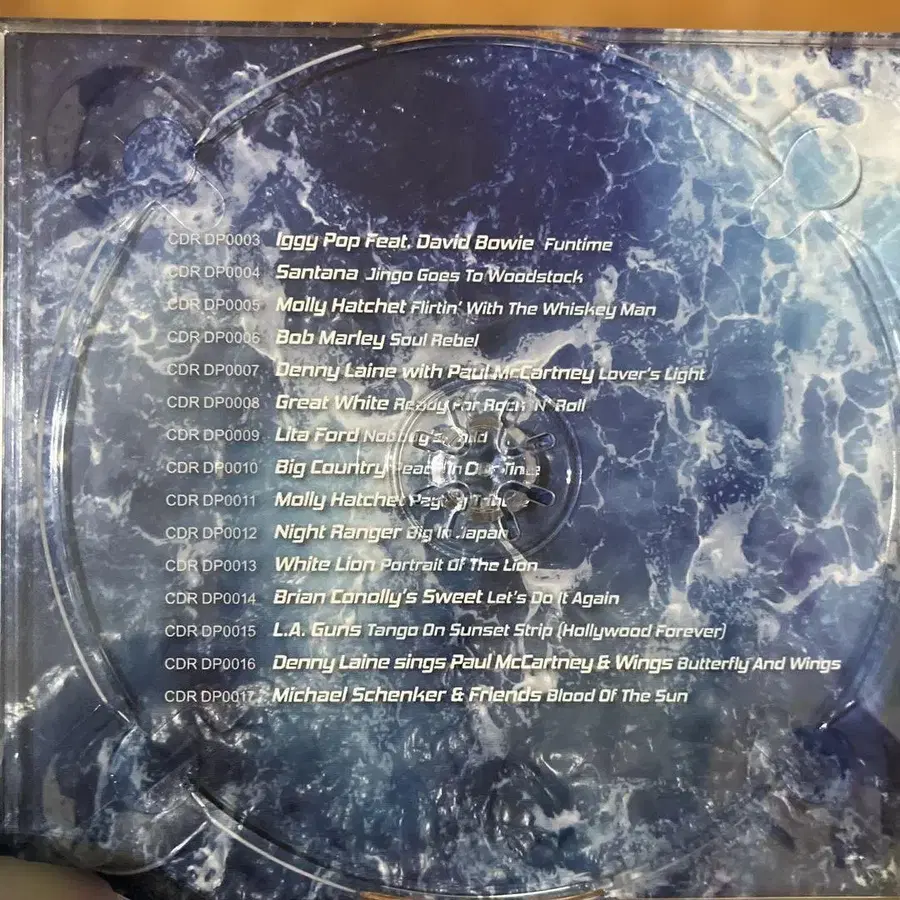 CDR DP0003 Iggy Pop Feat. David Bowie Funtime
CDR DP0004 Santana Jingo Goes To Woodstock
CDR DP0005 Molly Hatchet Flirtin' With The Whiskey Man
CDR DP0006 Bob Marley Soul Rebel
CDR DP0007 Denny Laine with Paul McCartney Lover's Light
CDR DP0008 Great White Ready For Rock 'N' Roll
CDR DP0009 Lita Ford
CDR DP0010 Big Country In Our Time
CDR DP0011 Molly Hatchet
CDR DP0012 Night Ranger Big In Japan
CDR DP0013 White Lion Portrait Of The Lion
CDR DP0014 Brian Conolly's Sweet Let's Do It Again
CDR DP0015 L.A. Guns Tango On Sunset Strip (Hollywood Forever)
CDR DP0016 Denny Laine sings Paul McCartney & Wings Butterfly And Wings
CDR DP0017 Michael Schenker & Friends Blood Of The Sun